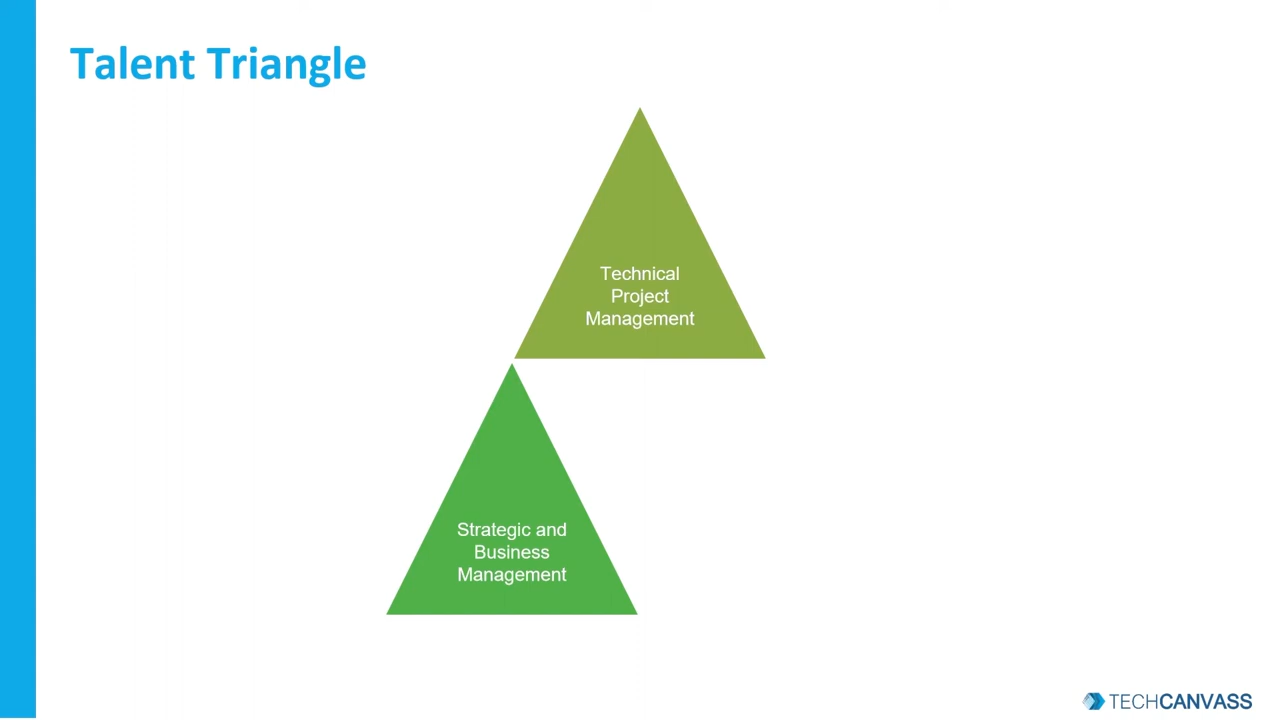 Talent Triangle
Technical
Project
Management
Strategic and
Business
Management
TECHCANVASS